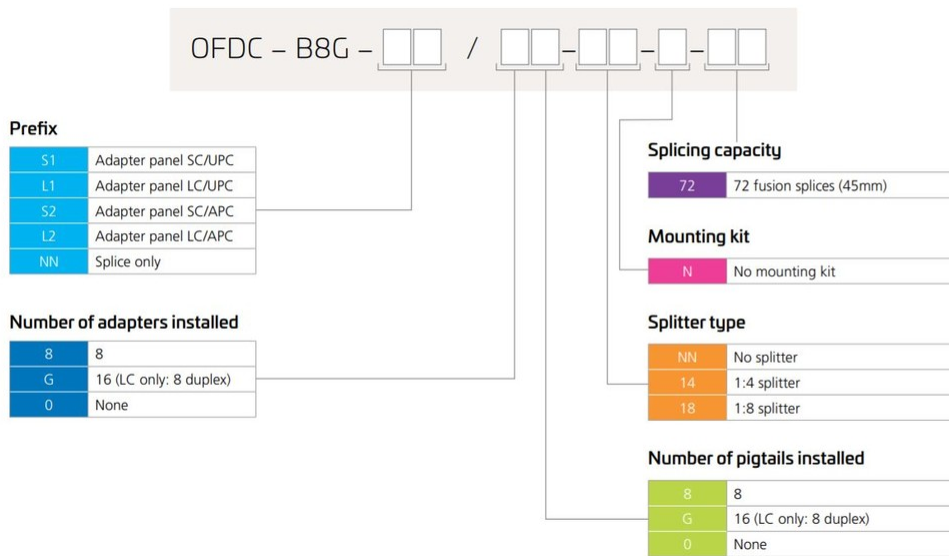 OFDC – B8G – / – – –
Prefix
S1 Adapter panel SC/UPC
L1 Adapter panel LC/UPC
S2 Adapter panel SC/APC
L2 Adapter panel LC/APC
NN Splice only
Number of adapters installed
8 8
G 16 (LC only: 8 duplex)
0 None
Splicing capacity
72 72 fusion splices (45mm)
Mounting kit
N No mounting kit
Splitter type
NN No splitter
14 1:4 splitter
18 1:8 splitter
Number of pigtails installed
8 8
G 16 (LC only: 8 duplex)
0 None